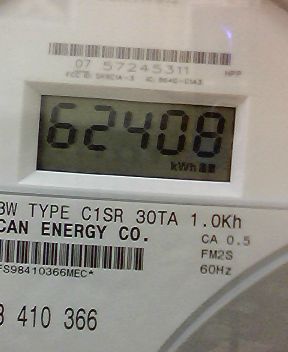 07 57245311 NPP
62408
kWh
3W TYPE C1SR 30TA 1.0Kh
CAN ENERGY CO.
CA 0.5
FM2S
FS98410366MEC*
60Hz
410 366